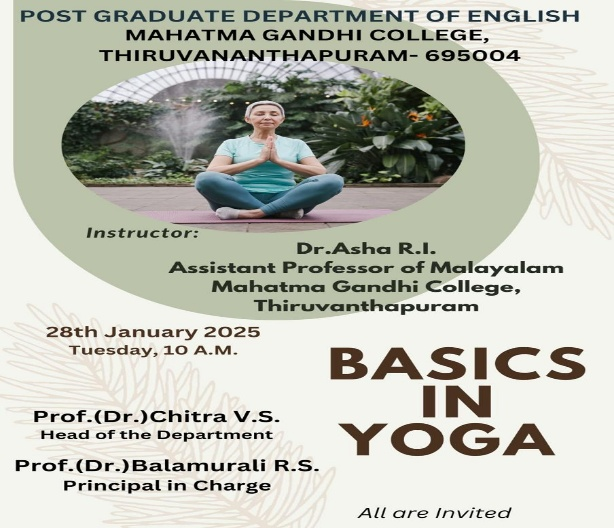 POST GRADUATE DEPARTMENT OF ENGLISH
MAHATMA GANDHI COLLEGE,
THIRUVANANTHAPURAM- 695004
Instructor:
Dr.Asha R.I.
Assistant Professor of Malayalam
Mahatma Gandhi College,
Thiruvanthapuram
28th January 2025
Tuesday, 10 A.M.
BASICS
IN
YOGA
Prof.(Dr.)Chitra V.S.
Head of the Department
Prof.(Dr.)Balamurali R.S.
Principal in Charge
All are Invited